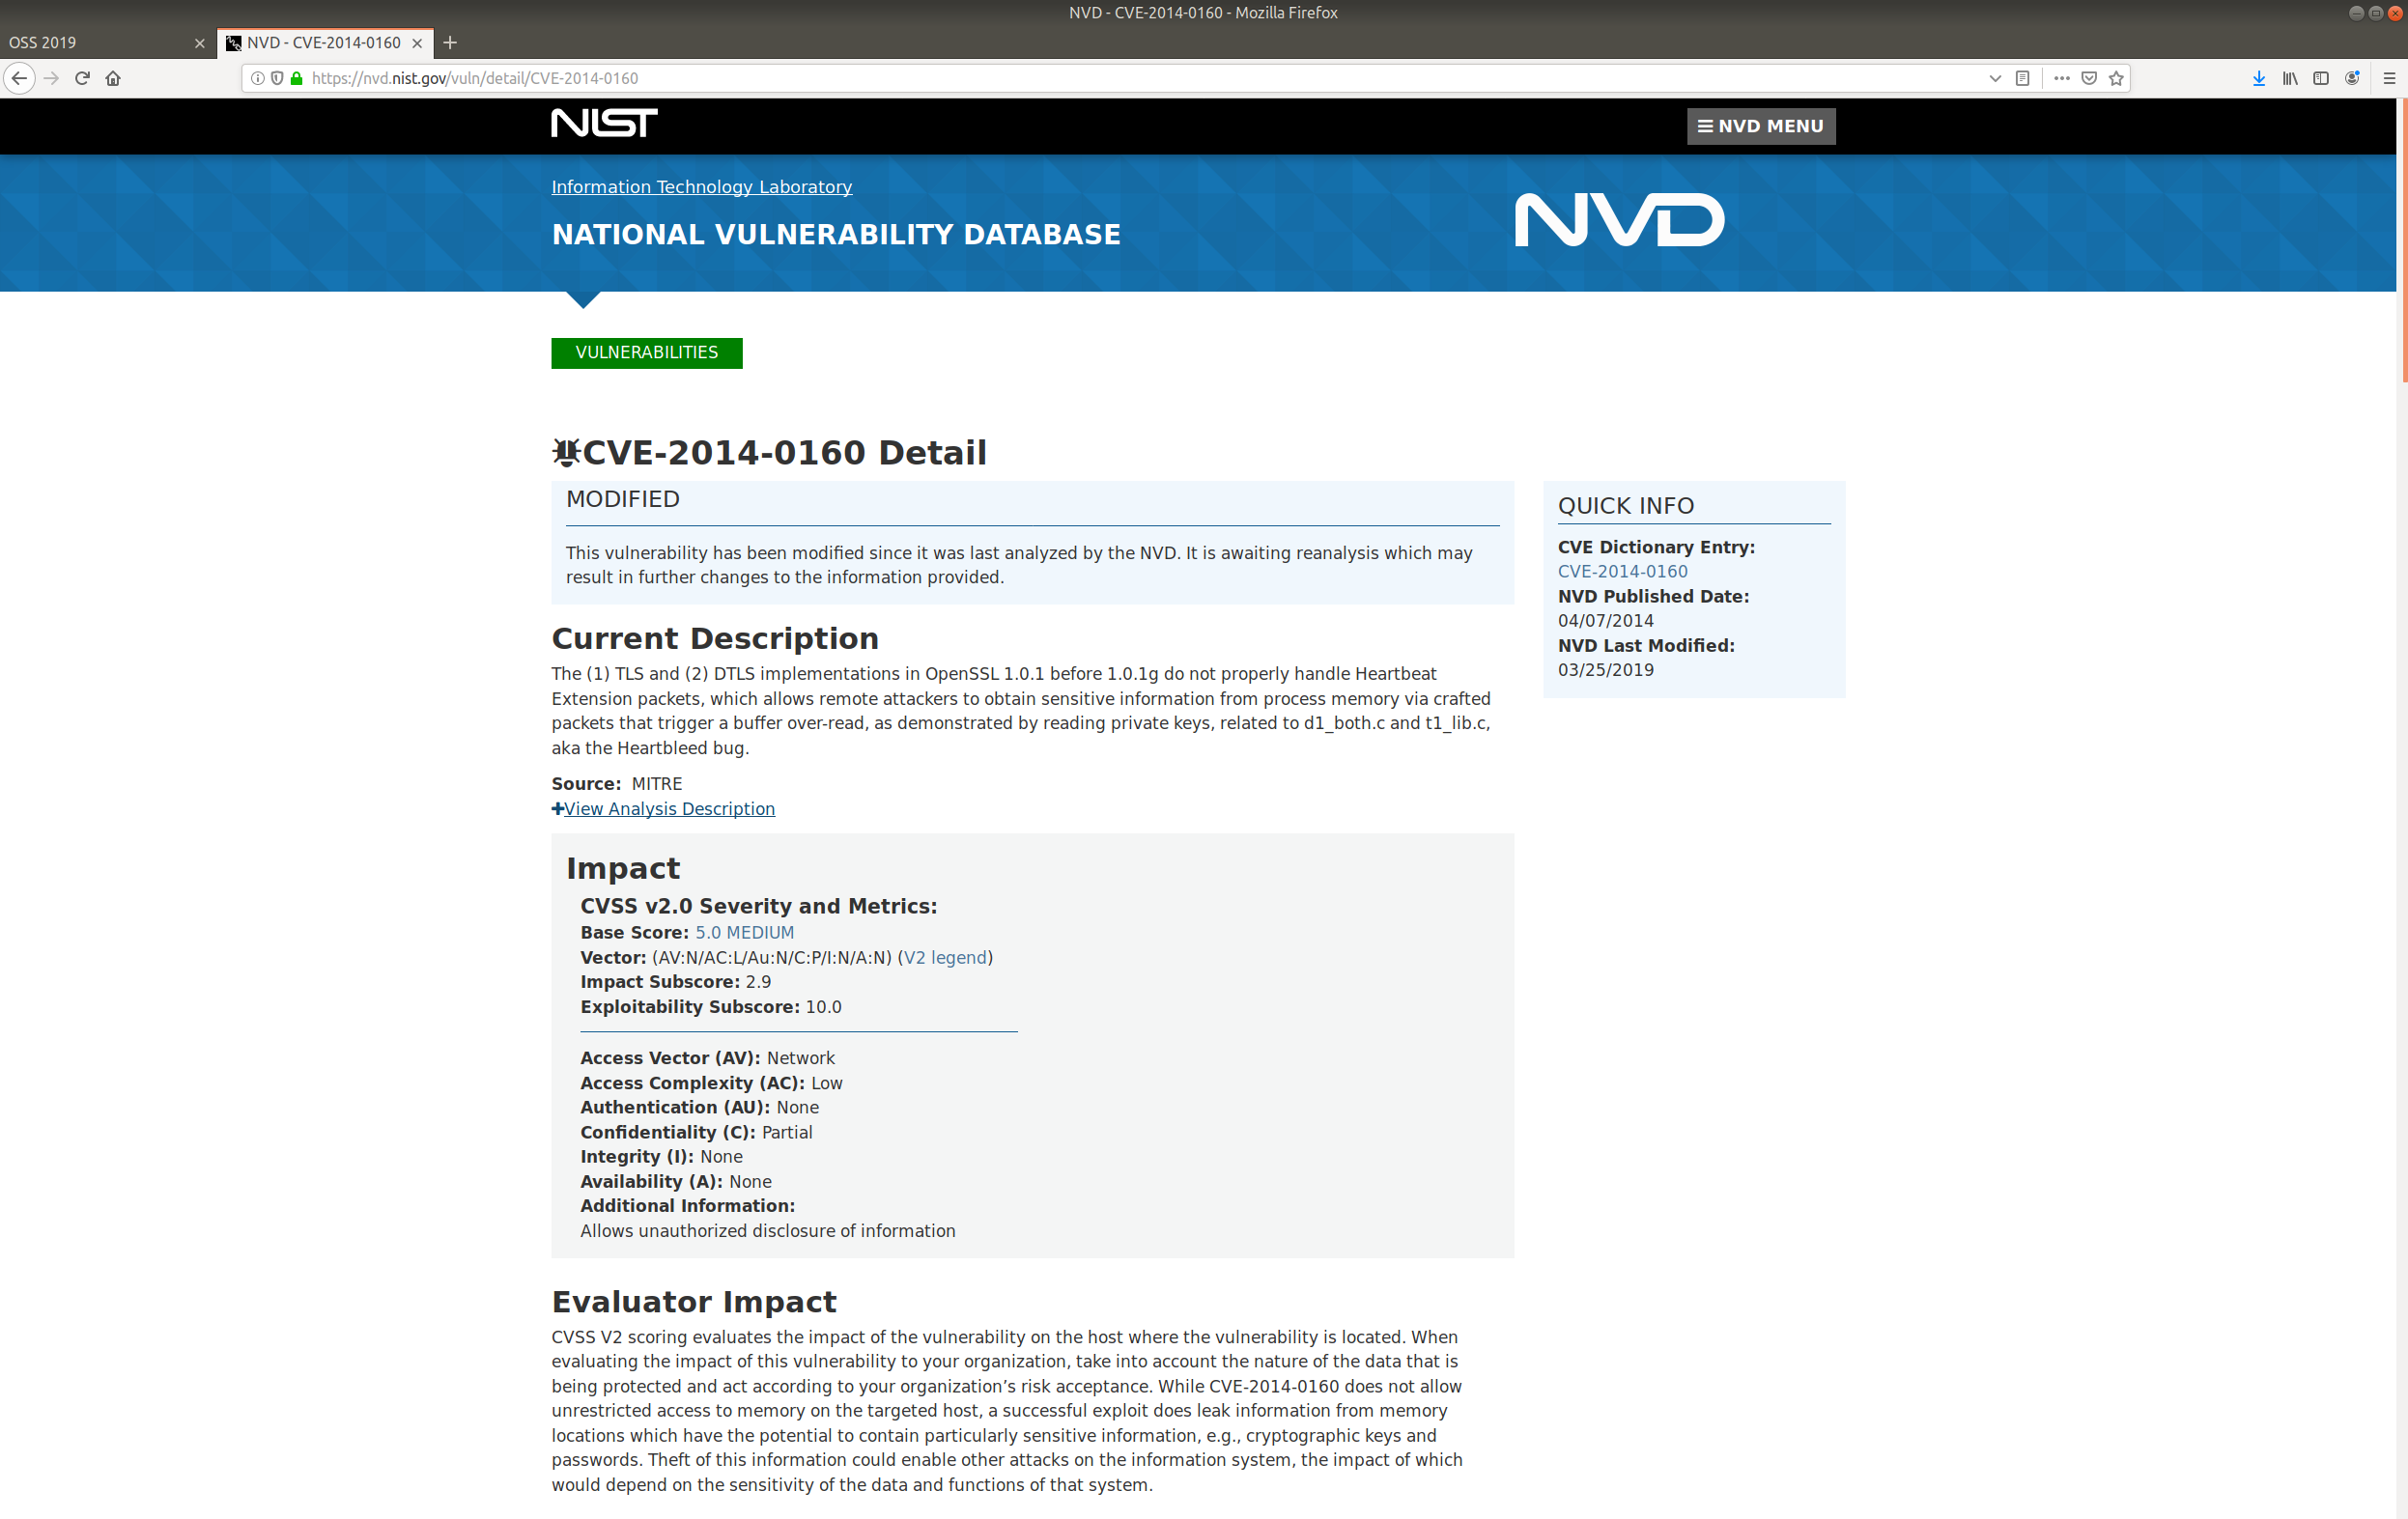 NVD - CVE-2014-0160 - Mozilla Firefox
OSS 2019
NVD - CVE-2014-0160
https://nvd.nist.gov/vuln/detail/CVE-2014-0160
NIST
NVD MENU
Information Technology Laboratory
NATIONAL VULNERABILITY DATABASE
NVD
VULNERABILITIES
CVE-2014-0160 Detail
MODIFIED
This vulnerability has been modified since it was last analyzed by the NVD. It is awaiting reanalysis which may
result in further changes to the information provided.
QUICK INFO
CVE Dictionary Entry:
CVE-2014-0160
NVD Published Date:
04/07/2014
NVD Last Modified:
03/25/2019
Current Description
The (1) TLS and (2) DTLS implementations in OpenSSL 1.0.1 before 1.0.1g do not properly handle Heartbeat
Extension packets, which allows remote attackers to obtain sensitive information from process memory via crafted
packets that trigger a buffer over-read, as demonstrated by reading private keys, related to d1_both.c and t1_lib.c,
aka the Heartbleed bug.
Source: MITRE
View Analysis Description
Impact
CVSS v2.0 Severity and Metrics:
Base Score: 5.0 MEDIUM
Vector: (AV:N/AC:L/Au:N/C:P/I:N/A:N) (V2 legend)
Impact Subscore: 2.9
Exploitability Subscore: 10.0
Access Vector (AV): Network
Access Complexity (AC): Low
Authentication (AU): None
Confidentiality (C): Partial
Integrity (I): None
Availability (A): None
Additional Information:
Allows unauthorized disclosure of information
Evaluator Impact
CVSS V2 scoring evaluates the impact of the vulnerability on the host where the vulnerability is located. When
evaluating the impact of this vulnerability to your organization, take into account the nature of the data that is
being protected and act according to your organization’s risk acceptance. While CVE-2014-0160 does not allow
unrestricted access to memory on the targeted host, a successful exploit does leak information from memory
locations which have the potential to contain particularly sensitive information, e.g., cryptographic keys and
passwords. Theft of this information could enable other attacks on the information system, the impact of which
would depend on the sensitivity of the data and functions of that system.